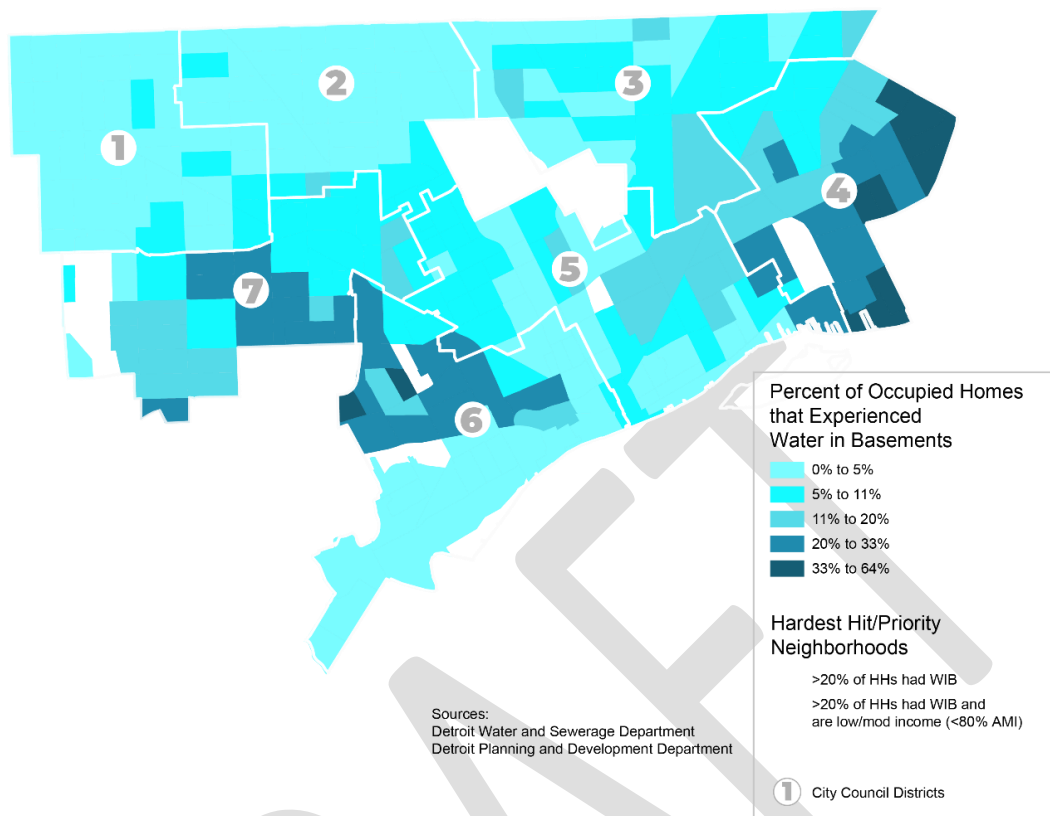 2
3
1
4
5
7
6
Percent of Occupied Homes
that Experienced
Water in Basements
0% to 5%
5% to 11%
11% to 20%
20% to 33%
33% to 64%
Hardest Hit/Priority
Neighborhoods
>20% of HHs had WIB
>20% of HHs had WIB and
are low/mod income (<80% AMI)
Sources:
Detroit Water and Sewerage Department
Detroit Planning and Development Department
1 City Council Districts
DRAFT